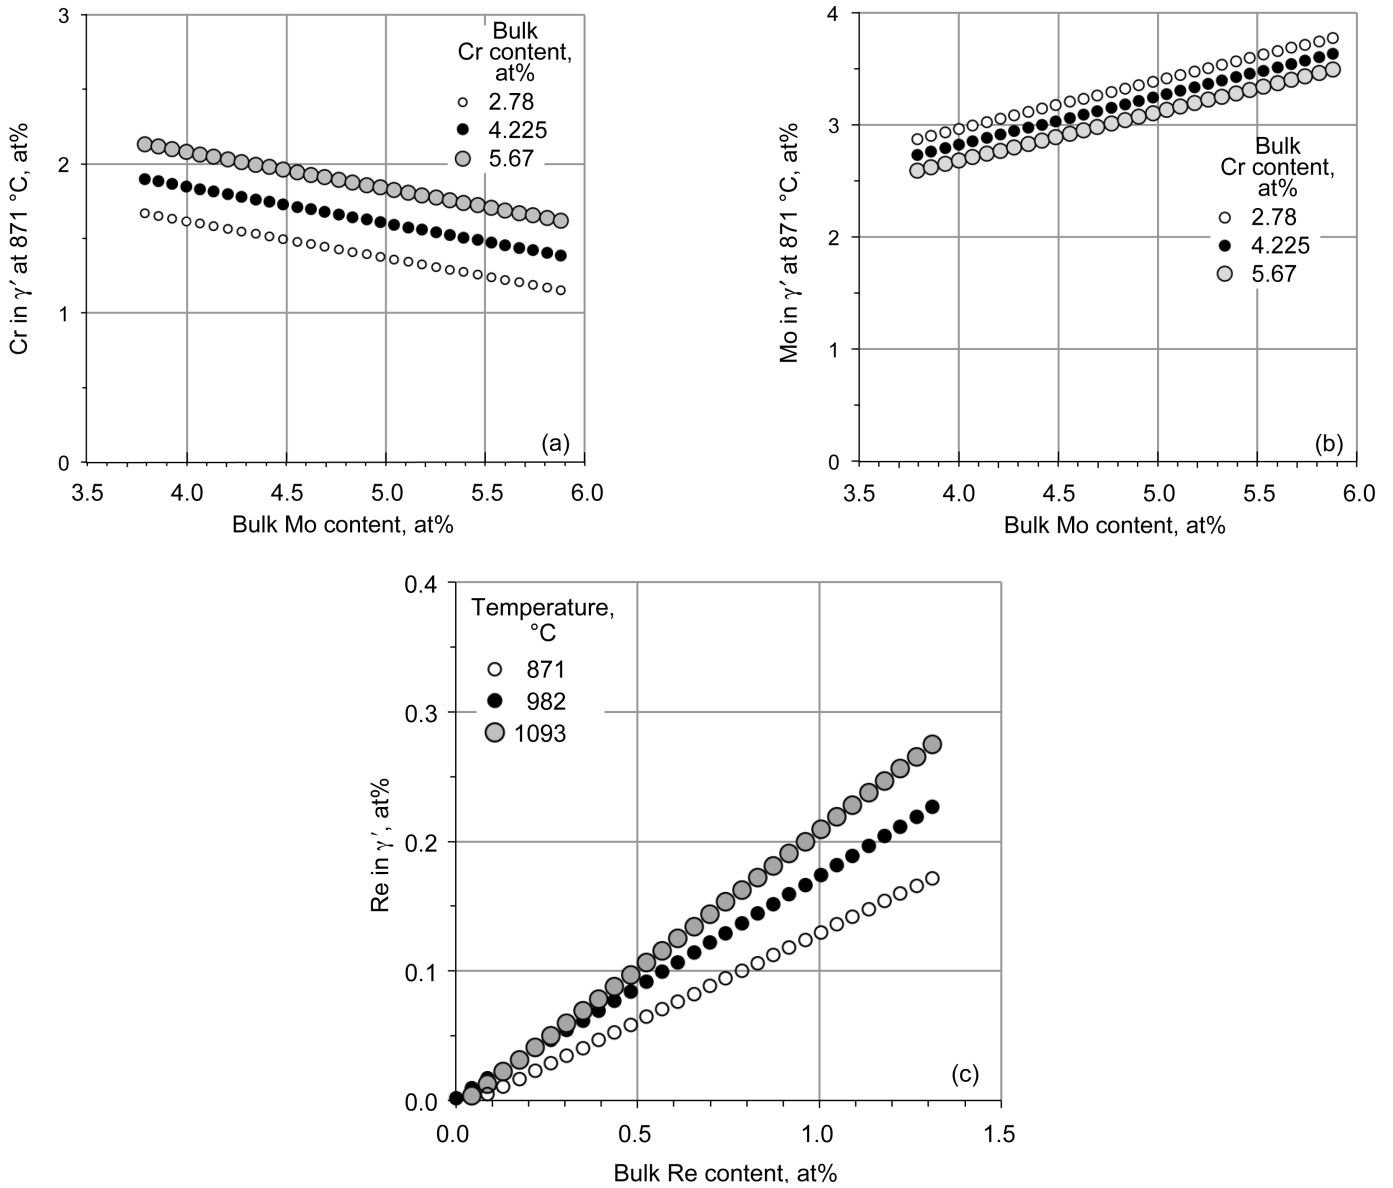 3
2
1
0
Cr in γ′ at 871 °C, at%
Bulk
Cr content,
at%
2.78
4.225
5.67
(a)
3.5 4.0 4.5 5.0 5.5 6.0
Bulk Mo content, at%
4
3
2
1
0
Mo in γ′ at 871 °C, at%
Bulk
Cr content,
at%
2.78
4.225
5.67
(b)
3.5 4.0 4.5 5.0 5.5 6.0
Bulk Mo content, at%
0.4
0.3
0.2
0.1
0.0
Re in γ′, at%
Temperature,
°C
871
982
1093
(c)
0.0 0.5 1.0 1.5
Bulk Re content, at%